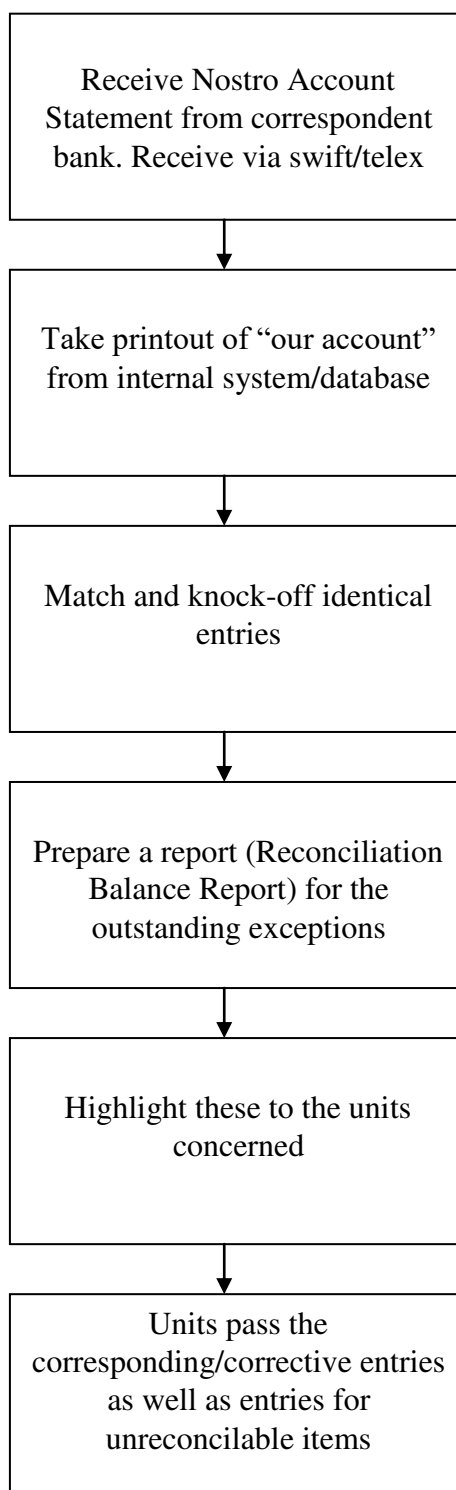 Receive Nostro Account
Statement from correspondent
bank. Receive via swift/telex
Take printout of “our account”
from internal system/database
Match and knock-off identical
entries
Prepare a report (Reconciliation
Balance Report) for the
outstanding exceptions
Highlight these to the units
concerned
Units pass the
corresponding/corrective entries
as well as entries for
unreconcilable items